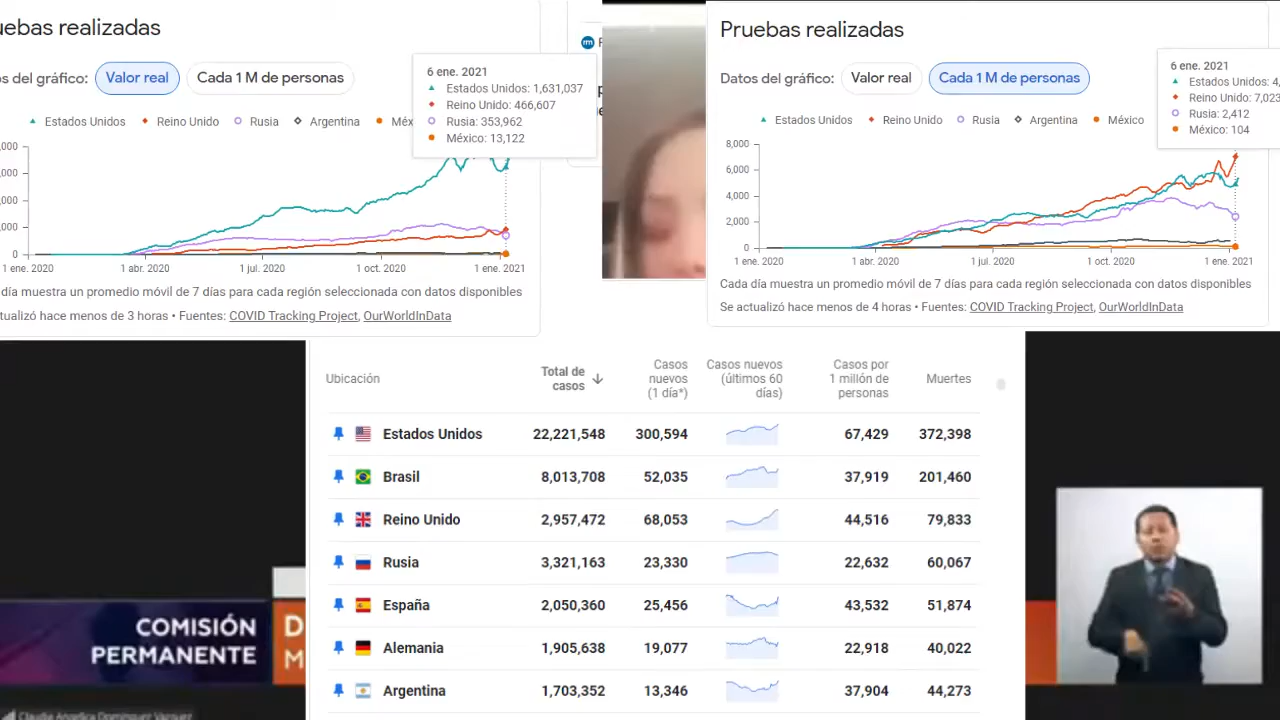 uebas realizadas
os del gráfico: Valor real Cada 1 M de personas
6 ene. 2021
Estados Unidos: 1,631,037
Reino Unido: 466,607
Rusia: 353,962
México: 13,122
Estados Unidos Reino Unido Rusia Argentina Méx
,000
,000
,000
0
1 ene. 2020 1 abr. 2020 1 jul. 2020 1 oct. 2020 1 ene. 2021
día muestra un promedio móvil de 7 días para cada región seleccionada con datos disponibles
tualizó hace menos de 3 horas • Fuentes: COVID Tracking Project, OurWorldInData
Pruebas realizadas
Datos del gráfico: Valor real Cada 1 M de personas
6 ene. 2021
Estados Unidos: 4,
Reino Unido: 7,023
Rusia: 2,412
México: 104
Estados Unidos Reino Unido Rusia Argentina México
8,000
6,000
4,000
2,000
0
1 ene. 2020 1 abr. 2020 1 jul. 2020 1 oct. 2020 1 ene. 2021
Cada día muestra un promedio móvil de 7 días para cada región seleccionada con datos disponibles
Se actualizó hace menos de 4 horas • Fuentes: COVID Tracking Project, OurWorldInData
Ubicación Total de casos Casos nuevos (1 día*) Casos nuevos (últimos 60 días) Casos por 1 millón de personas Muertes
Estados Unidos 22,221,548 300,594 67,429 372,398
Brasil 8,013,708 52,035 37,919 201,460
Reino Unido 2,957,472 68,053 44,516 79,833
Rusia 3,321,163 23,330 22,632 60,067
España 2,050,360 25,456 43,532 51,874
Alemania 1,905,638 19,077 22,918 40,022
Argentina 1,703,352 13,346 37,904 44,273
COMISIÓN
PERMANENTE
D
M
Claudia Angelica Domínguez Vázquez